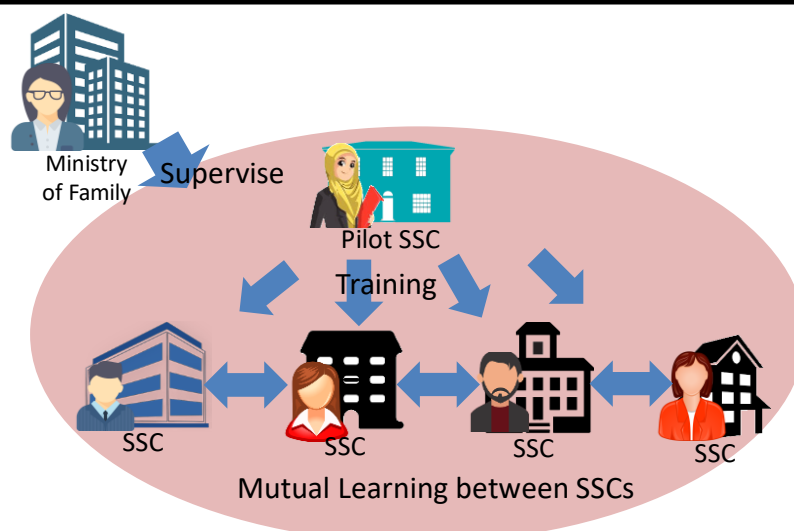 Ministry
of Family
Supervise
Pilot SSC
Training
SSC
SSC
SSC
SSC
Mutual Learning between SSCs